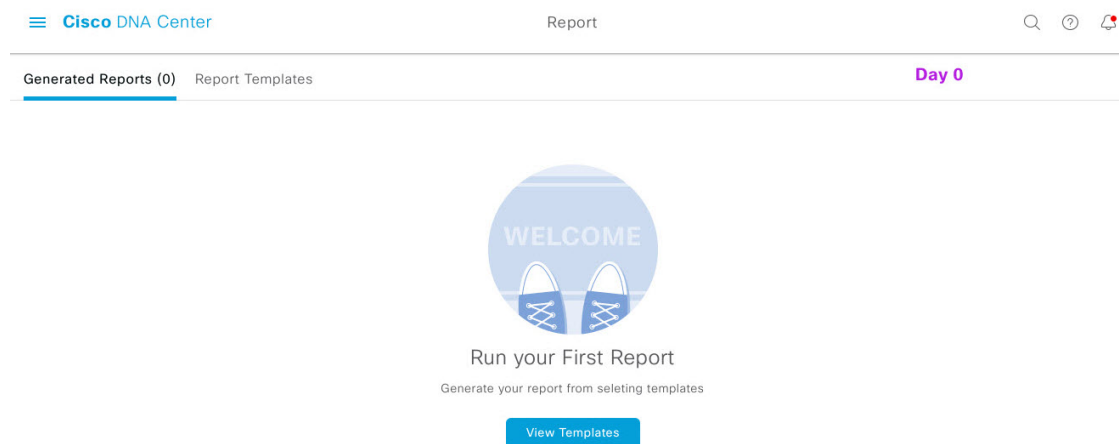 Cisco DNA Center Report
Generated Reports (0) Report Templates Day 0
WELCOME
Run your First Report
Generate your report from seleting templates
View Templates